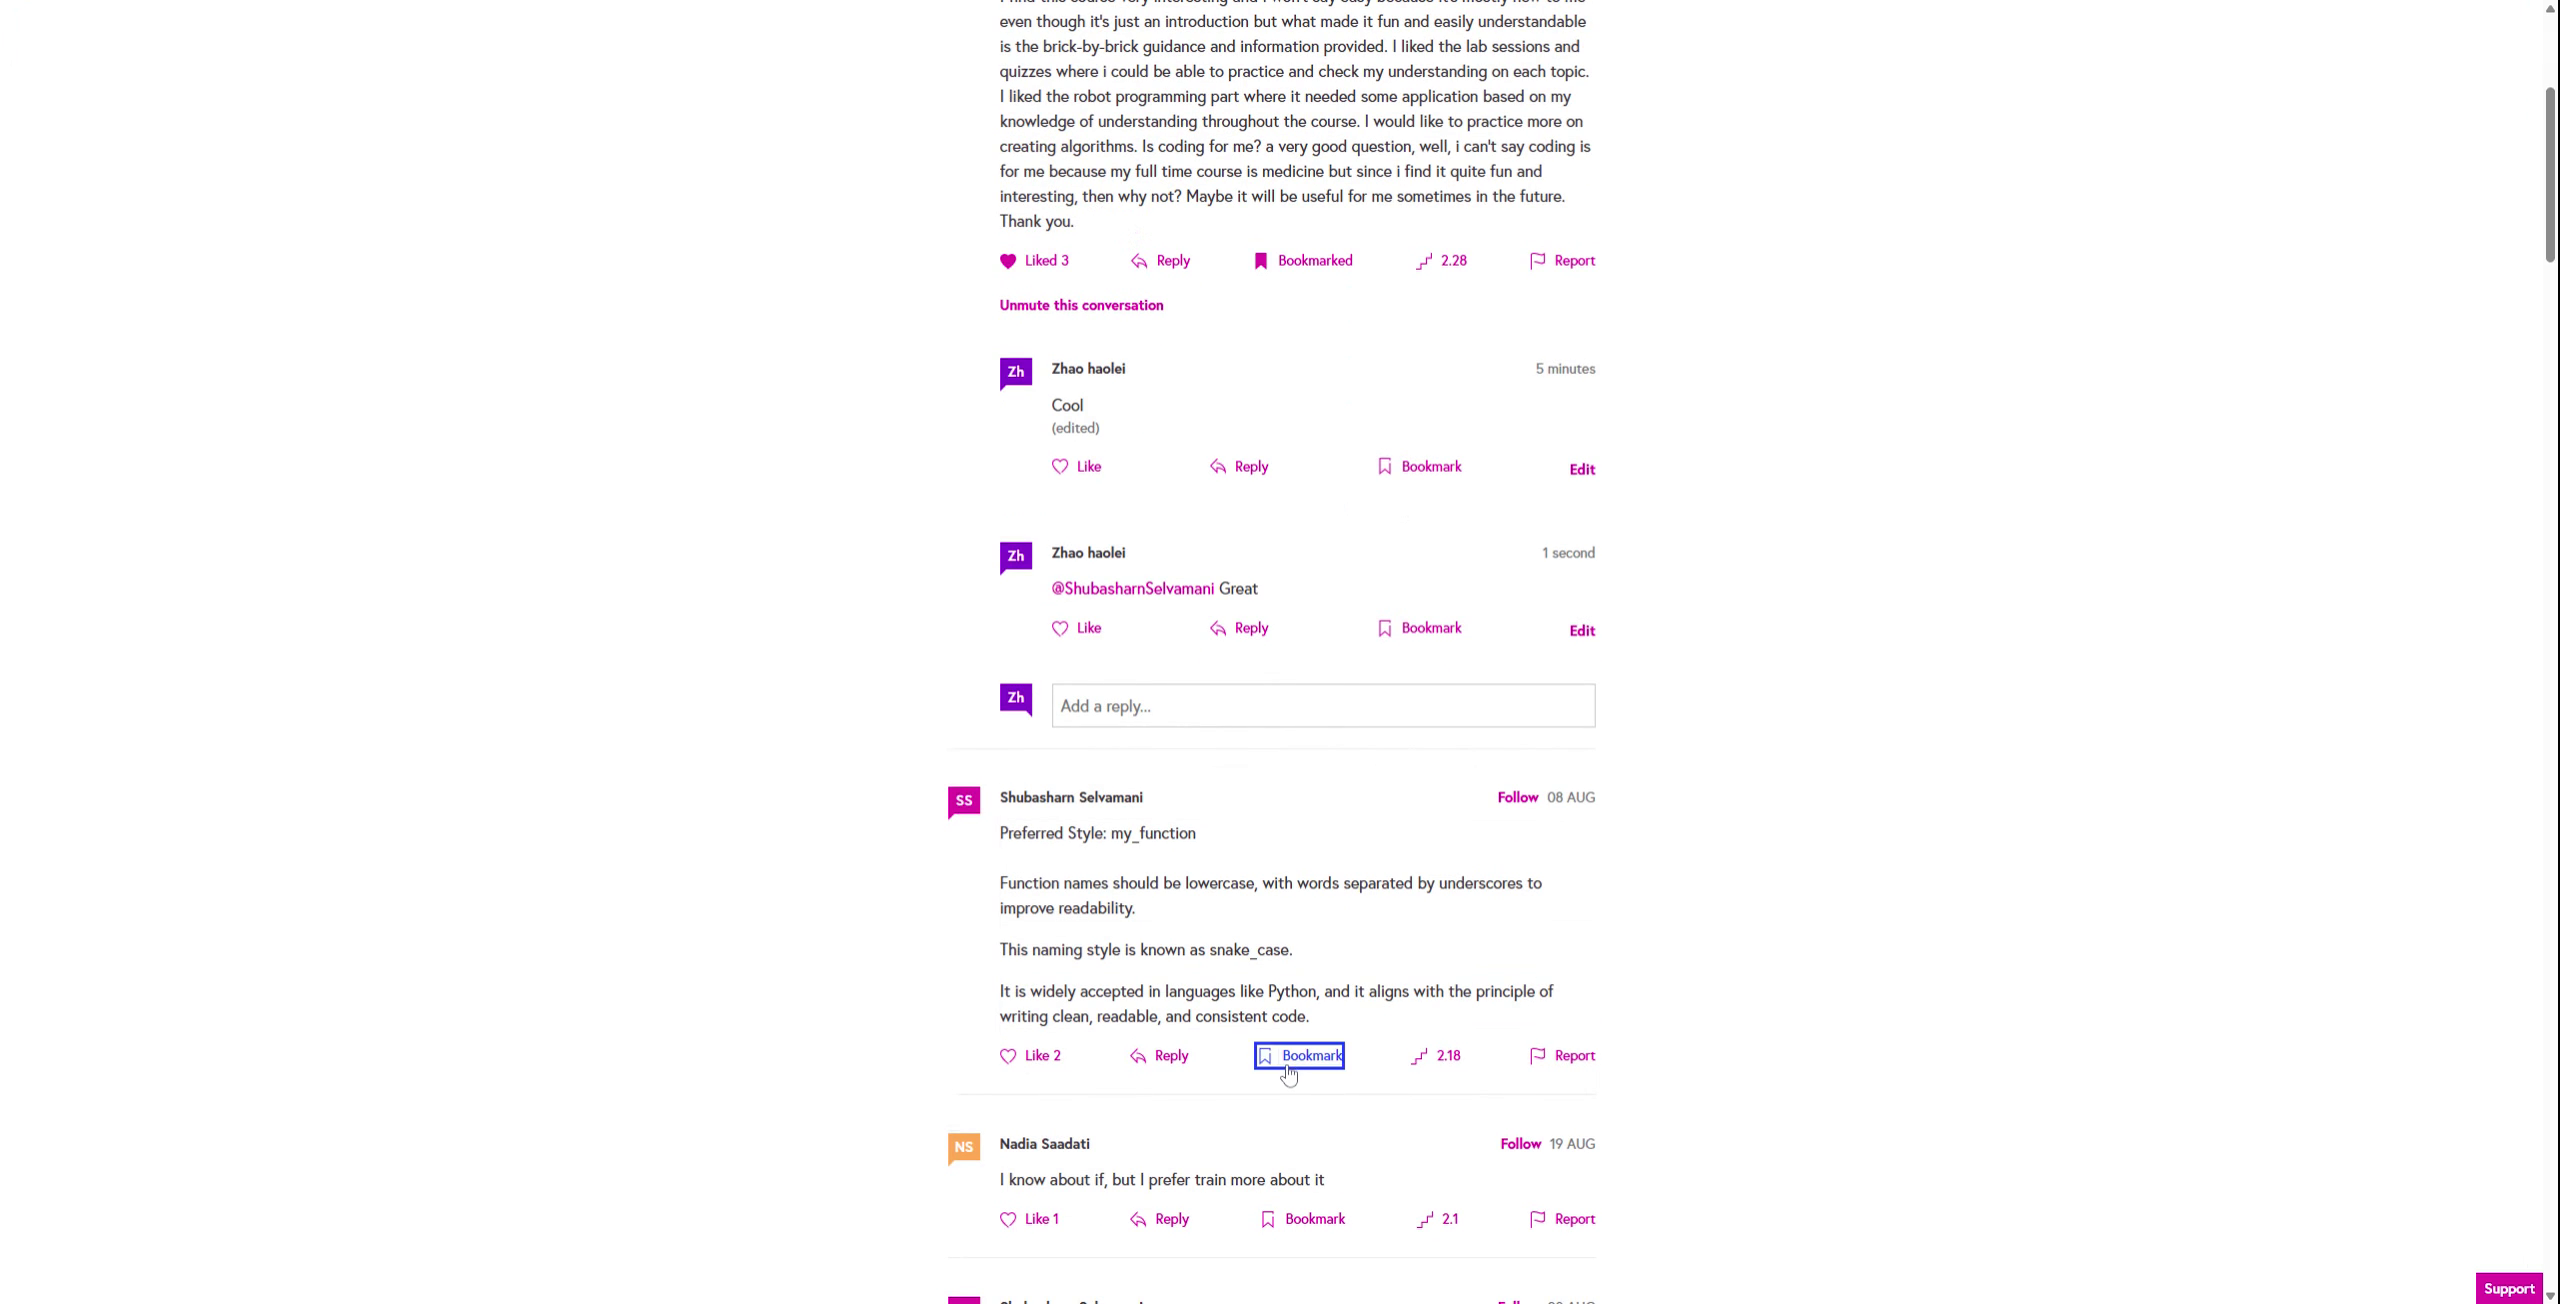 even though it's just an introduction but what made it fun and easily understandable
is the brick-by-brick guidance and information provided. I liked the lab sessions and
quizzes where i could be able to practice and check my understanding on each topic.
I liked the robot programming part where it needed some application based on my
knowledge of understanding throughout the course. I would like to practice more on
creating algorithms. Is coding for me? a very good question, well, i can't say coding is
for me because my full time course is medicine but since i find it quite fun and
interesting, then why not? Maybe it will be useful for me sometimes in the future.
Thank you.
Liked 3 Reply Bookmarked 2.28 Report
Unmute this conversation
Zh Zhao haolei 5 minutes
Cool
(edited)
Like Reply Bookmark Edit
Zh Zhao haolei 1 second
@ShubasharnSelvamani Great
Like Reply Bookmark Edit
Zh Add a reply...
SS Shubasharn Selvamani Follow 08 AUG
Preferred Style: my_function
Function names should be lowercase, with words separated by underscores to
improve readability.
This naming style is known as snake_case.
It is widely accepted in languages like Python, and it aligns with the principle of
writing clean, readable, and consistent code.
Like 2 Reply Bookmark 2.18 Report
NS Nadia Saadati Follow 19 AUG
I know about if, but I prefer train more about it
Like 1 Reply Bookmark 2.1 Report
Support